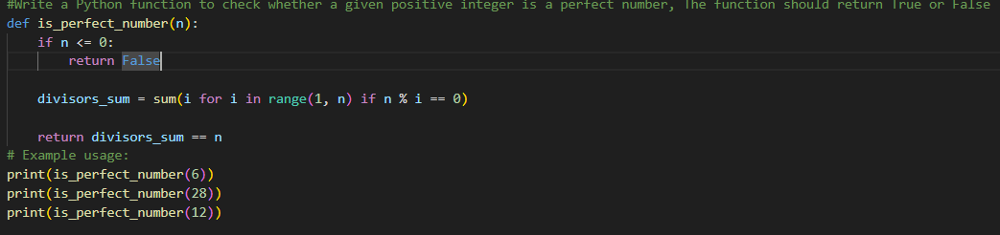 #Write a Python function to check whether a given positive integer is a perfect number, The function should return True or False
def is_perfect_number(n):
    if n <= 0:
        return False
    divisors_sum = sum(i for i in range(1, n) if n % i == 0)
    return divisors_sum == n
# Example usage:
print(is_perfect_number(6))
print(is_perfect_number(28))
print(is_perfect_number(12))